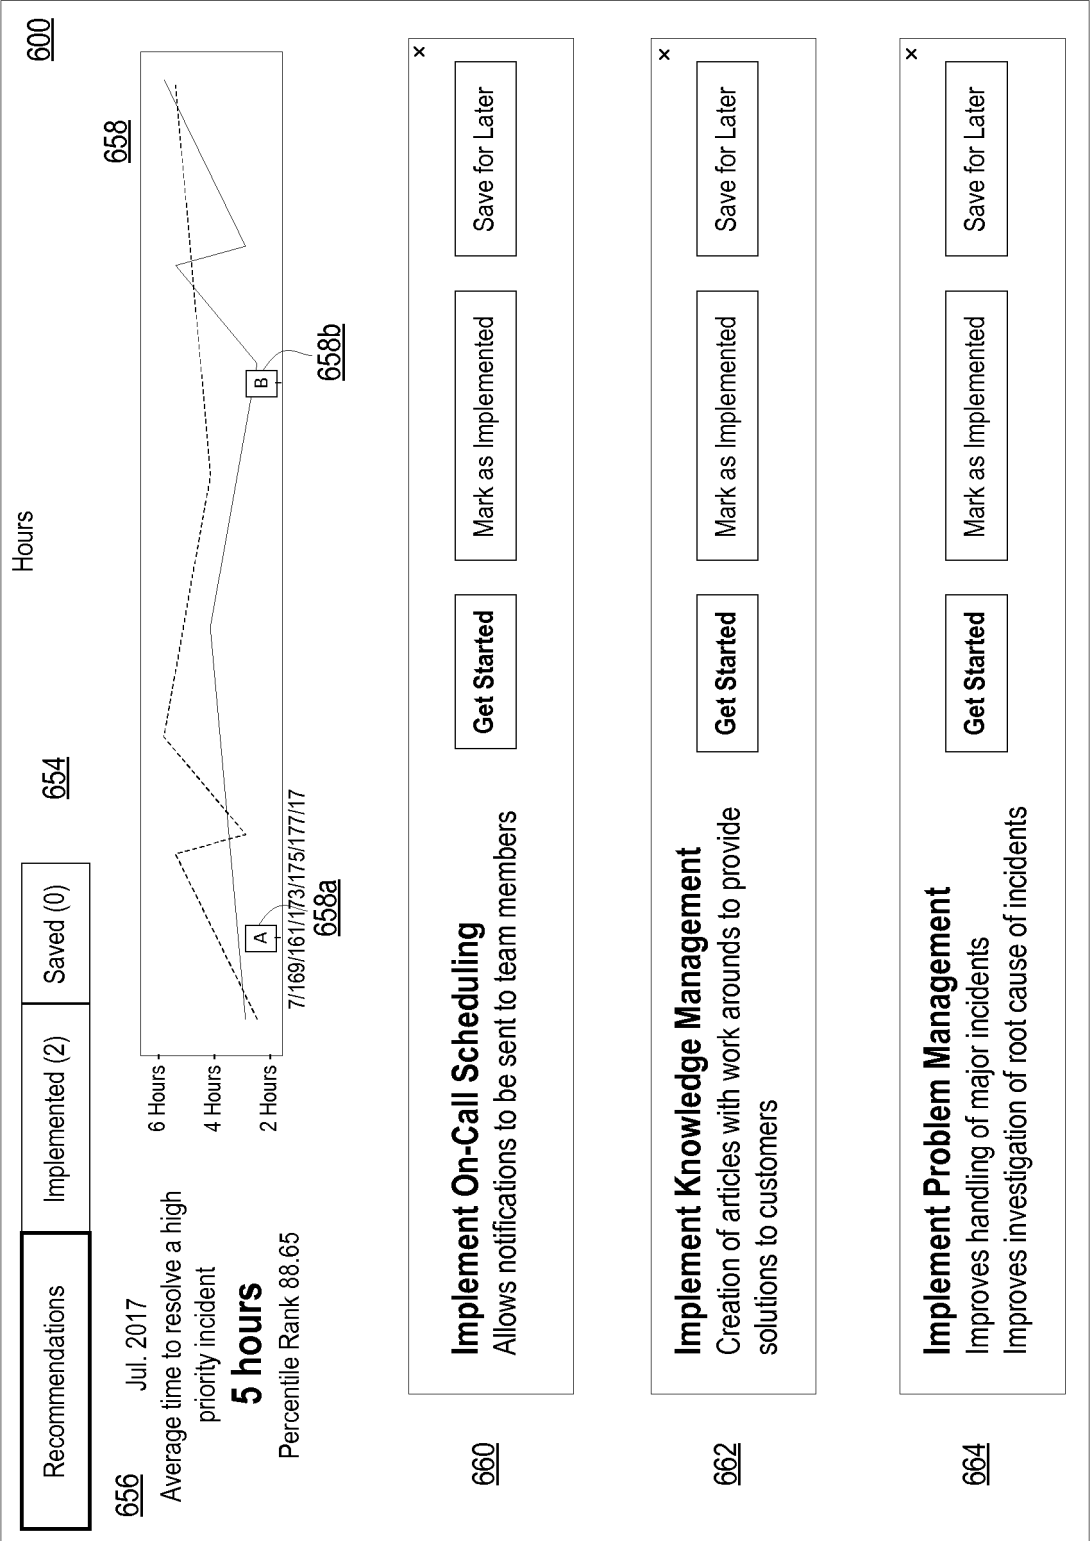 600
Hours
654
Recommendations
Implemented (2)
Saved (0)
656
Jul. 2017
Average time to resolve a high
priority incident
5 hours
Percentile Rank 88.65
658
6 Hours
4 Hours
2 Hours
A
B
7/169/161/173/175/177/17
658a
658b
660
Implement On-Call Scheduling
Allows notifications to be sent to team members
Get Started
Mark as Implemented
Save for Later
x
662
Implement Knowledge Management
Creation of articles with work arounds to provide
solutions to customers
Get Started
Mark as Implemented
Save for Later
x
664
Implement Problem Management
Improves handling of major incidents
Improves investigation of root cause of incidents
Get Started
Mark as Implemented
Save for Later
x